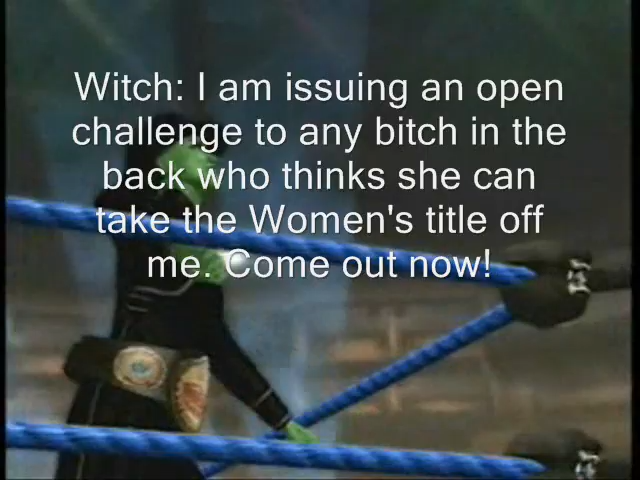 Witch: I am issuing an open
challenge to any bitch in the
back who thinks she can
take the Women's title off
me. Come out now!